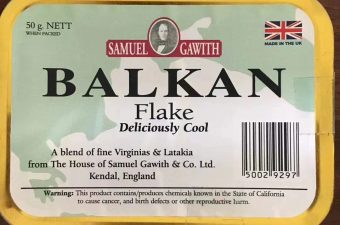 50 g. NETT
WHEN PACKED
SAMUEL GAWITH
MADE IN THE UK
BALKAN
Flake
Deliciously Cool
A blend of fine Virginias & Latakia
from The House of Samuel Gawith & Co. Ltd.
Kendal, England
5002 9297
Warning: This product contains/produces chemicals known in the State of California
to cause cancer, and birth defects or other reproductive harm.